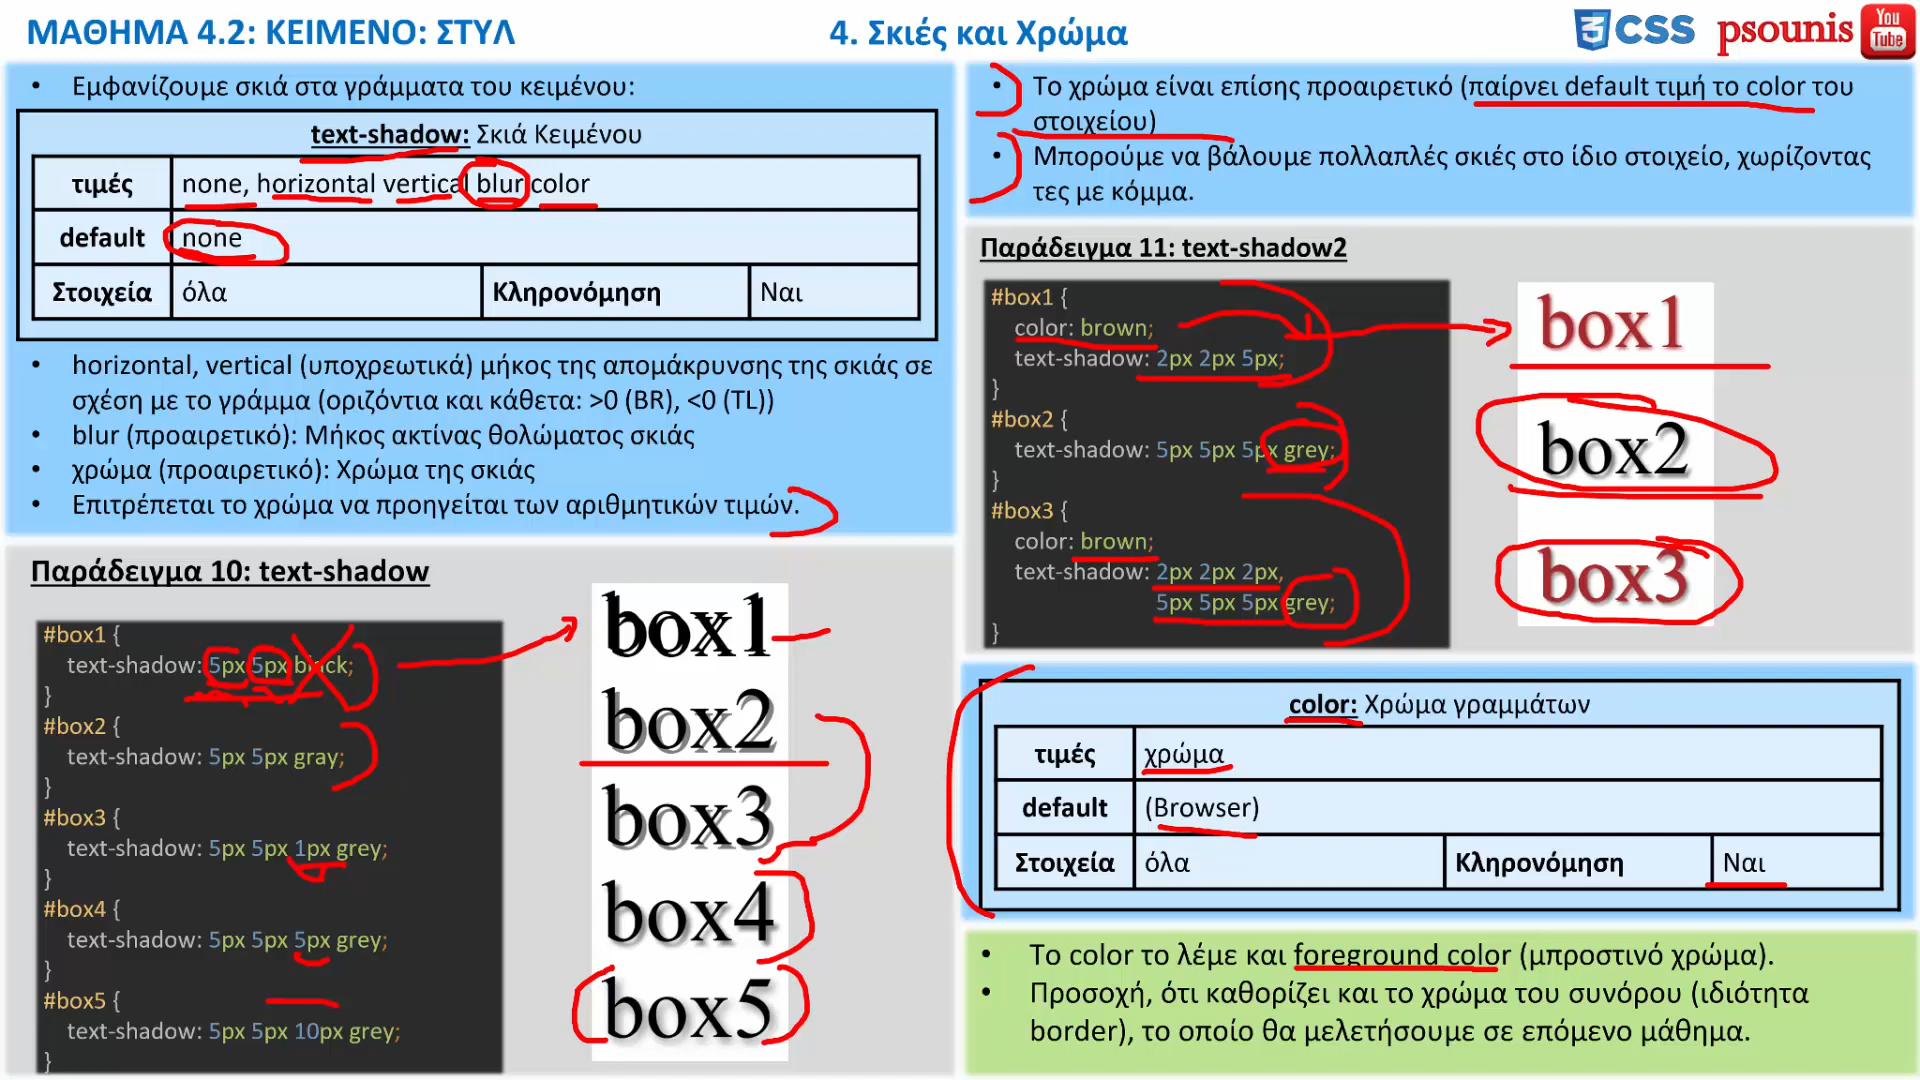 ΜΑΘΗΜΑ 4.2: ΚΕΙΜΕΝΟ: ΣΤΥΛ
4. Σκιές και Χρώμα
CSS
psounis
You
Tube
• Εμφανίζουμε σκιά στα γράμματα του κειμένου:
text-shadow: Σκιά Κειμένου
τιμές none, horizontal vertical blur color
default none
Στοιχεία όλα Κληρονόμηση Ναι
• horizontal, vertical (υποχρεωτικά) μήκος της απομάκρυνσης της σκιάς σε
σχέση με το γράμμα (οριζόντια και κάθετα: >0 (BR), <0 (TL))
• blur (προαιρετικό): Μήκος ακτίνας θολώματος σκιάς
• χρώμα (προαιρετικό): Χρώμα της σκιάς
• Επιτρέπεται το χρώμα να προηγείται των αριθμητικών τιμών.
Παράδειγμα 10: text-shadow
#box1 {
text-shadow: 5px 5px black;
}
#box2 {
text-shadow: 5px 5px gray;
}
#box3 {
text-shadow: 5px 5px 1px grey;
}
#box4 {
text-shadow: 5px 5px 5px grey;
}
#box5 {
text-shadow: 5px 5px 10px grey;
}
box1
box2
box3
box4
box5
• Το χρώμα είναι επίσης προαιρετικό (παίρνει default τιμή το color του
στοιχείου)
• Μπορούμε να βάλουμε πολλαπλές σκιές στο ίδιο στοιχείο, χωρίζοντας
τες με κόμμα.
Παράδειγμα 11: text-shadow2
#box1 {
color: brown;
text-shadow: 2px 2px 5px;
}
#box2 {
text-shadow: 5px 5px 5px grey;
}
#box3 {
color: brown;
text-shadow: 2px 2px 2px,
5px 5px 5px grey;
}
box1
box2
box3
color: Χρώμα γραμμάτων
τιμές χρώμα
default (Browser)
Στοιχεία όλα Κληρονόμηση Ναι
• Το color το λέμε και foreground color (μπροστινό χρώμα).
• Προσοχή, ότι καθορίζει και το χρώμα του συνόρου (ιδιότητα
border), το οποίο θα μελετήσουμε σε επόμενο μάθημα.